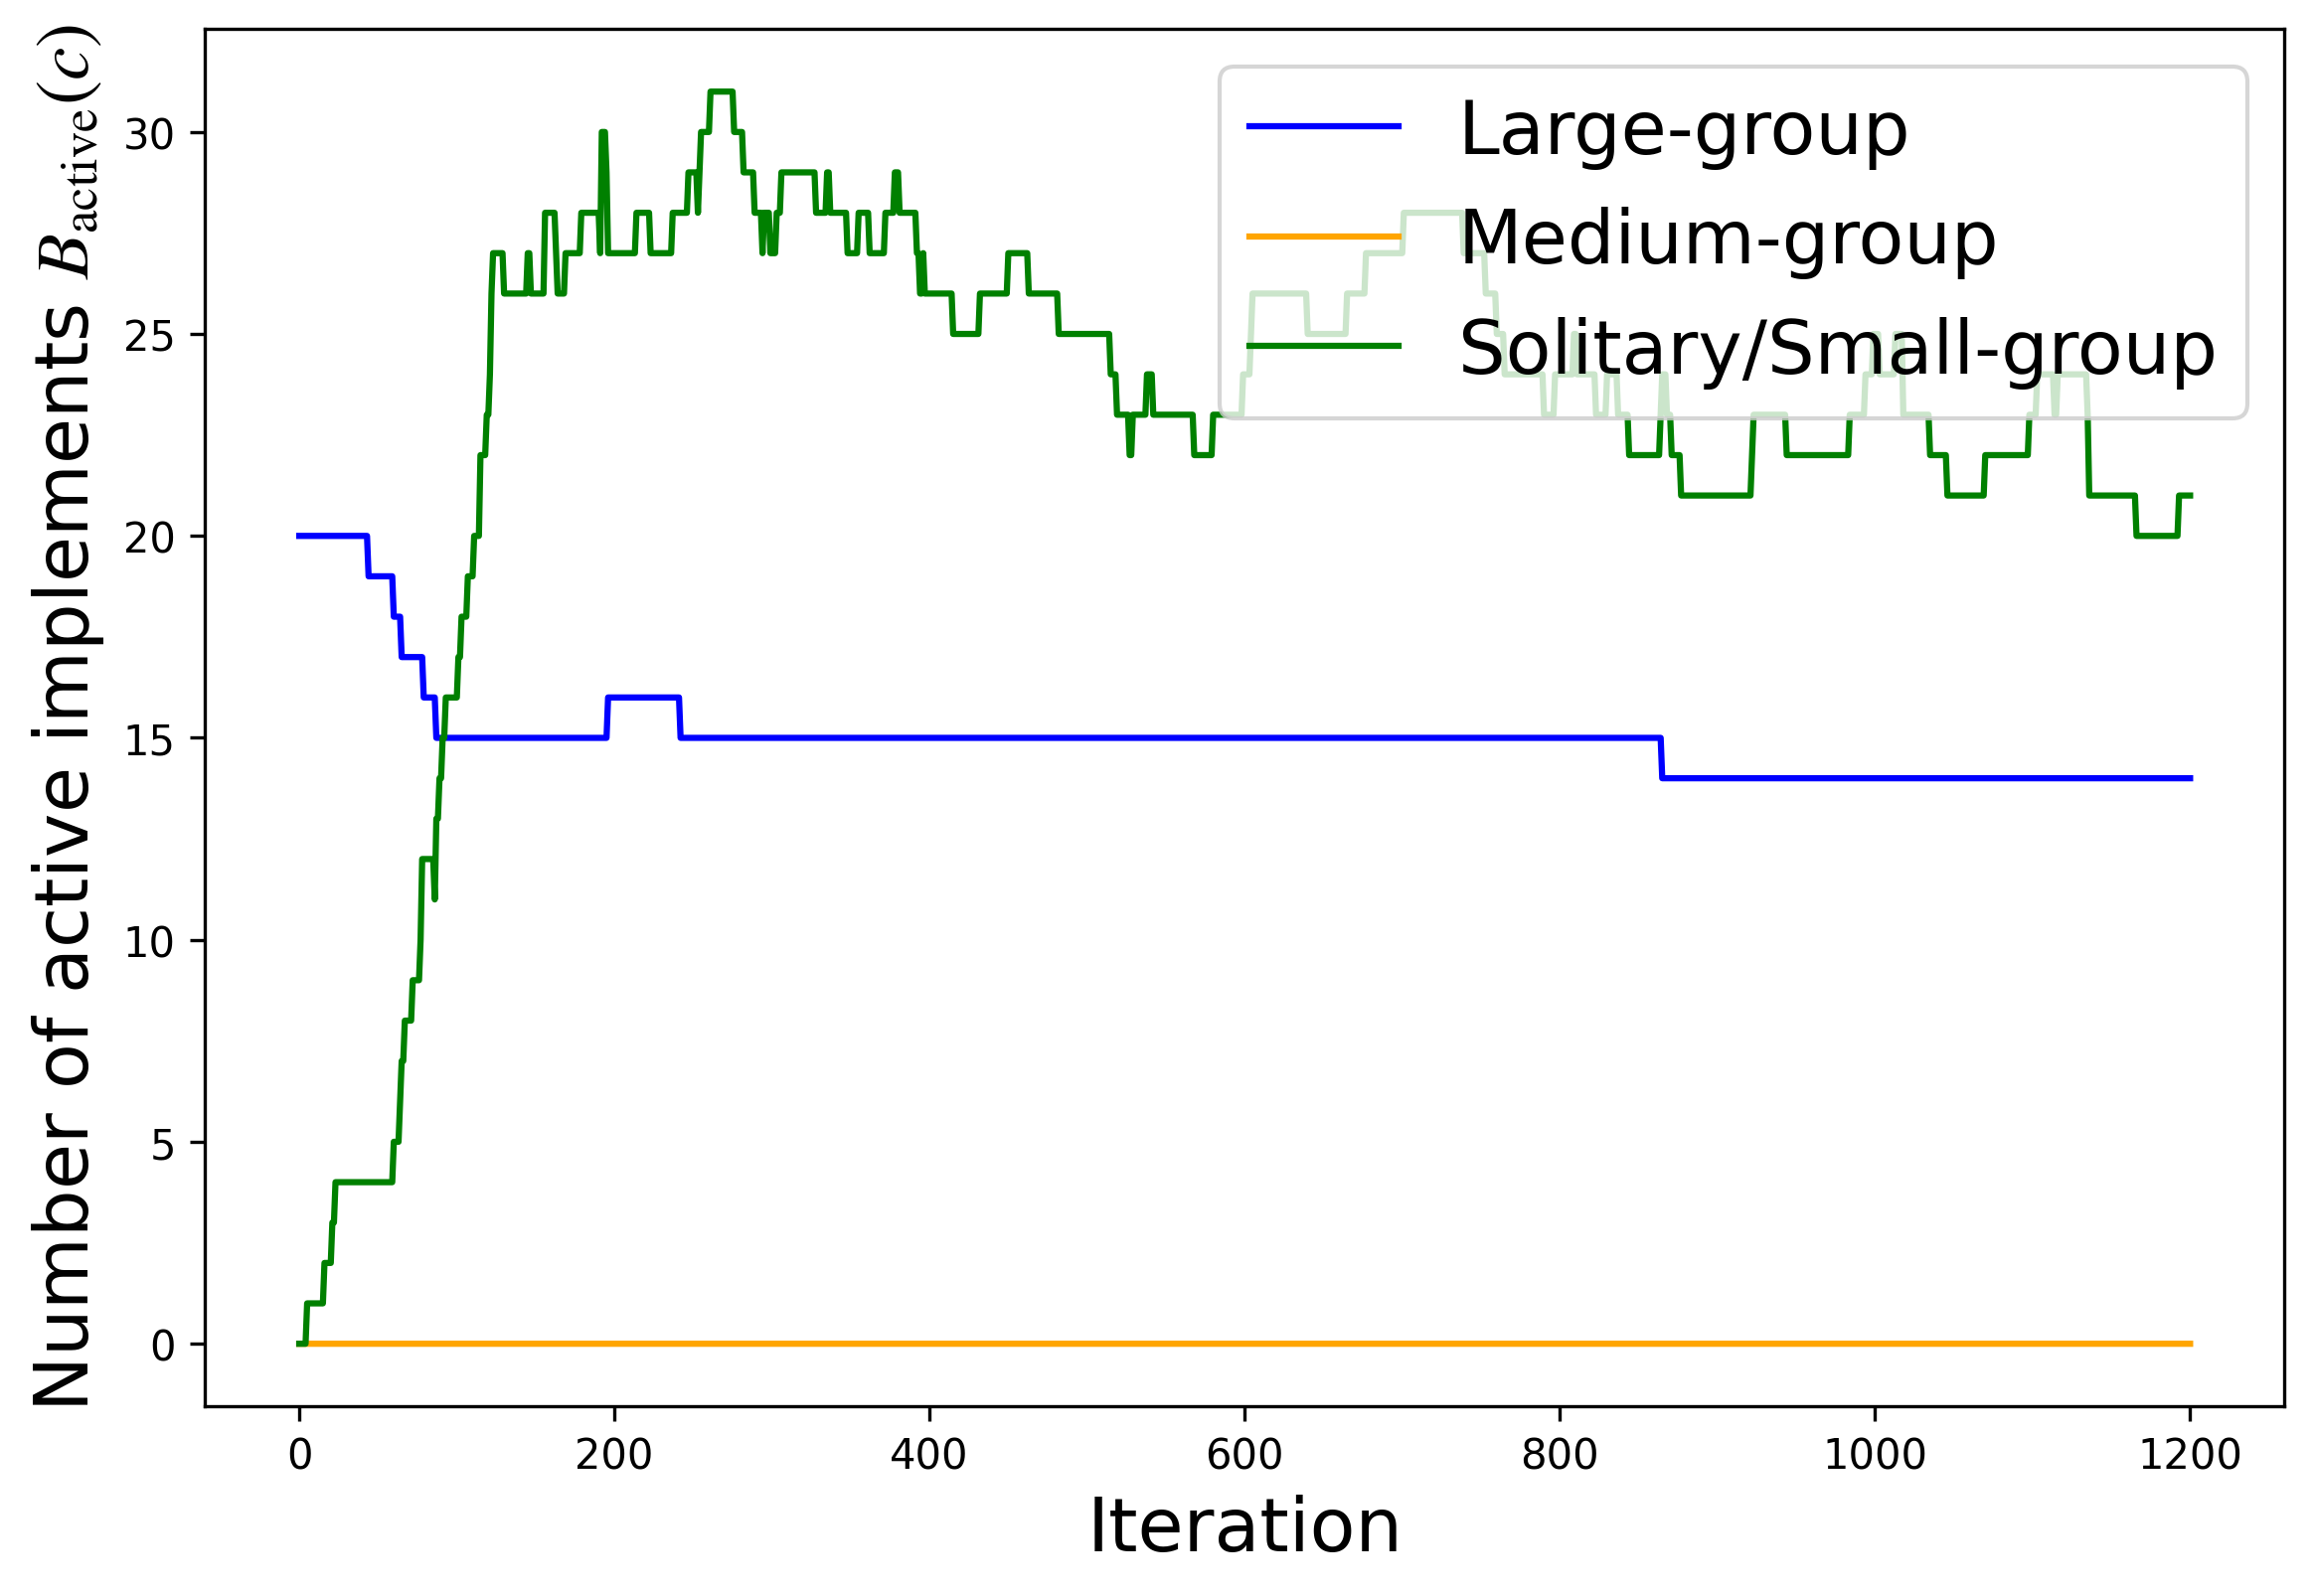 Number of active implements B_active(c)
30
25
20
15
10
5
0
Large-group
Medium-group
Solitary/Small-group
0 200 400 600 800 1000 1200
Iteration